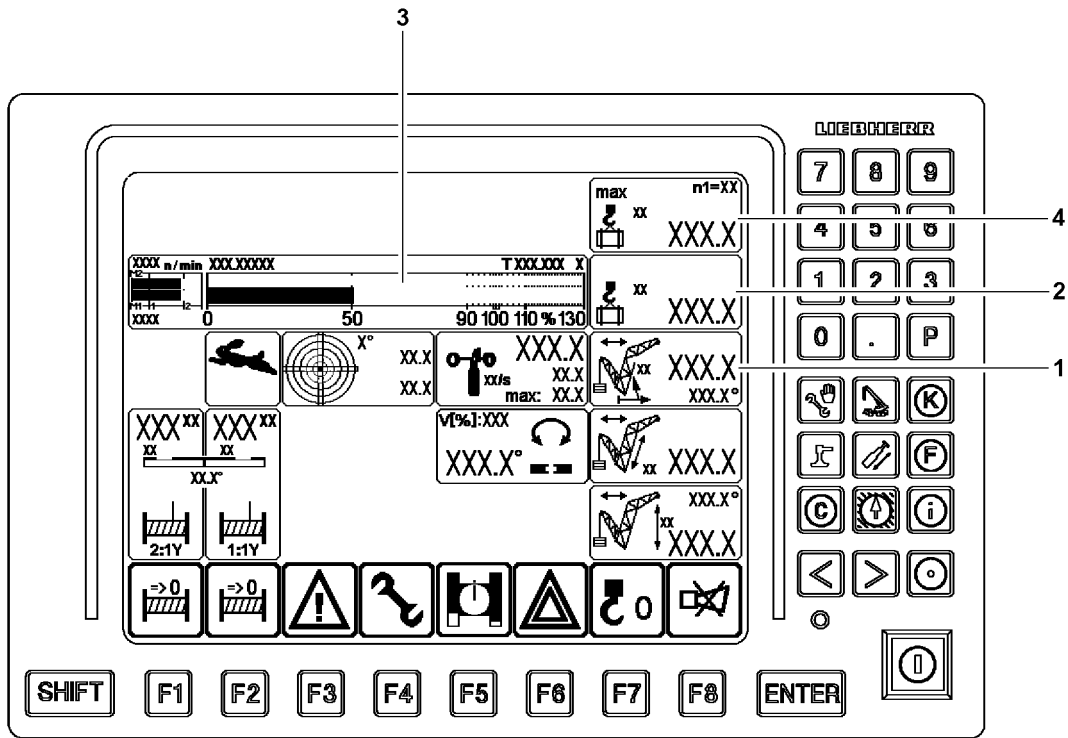 3
LIEBHERR
7 8 9
max n1=XX
xx
XXX.X
4
4 5 6
XXXX n/min XXX.XXXXX T XXX.XXX X
M2
M1 1 2
XXXX 0 50 90 100 110 % 130
xx
XXX.X
2
1 2 3
0 . P
X°
XX.X
XX.X
XXX.X
xx/s XX.X
max: XX.X
xx
XXX.X
XXX.X°
1
K
XXX xx XXX xx
xx xx
XX.X°
2:1Y 1:1Y
V[%]:XXX
XXX.X°
xx
XXX.X
F
XXX.X°
xx
XXX.X
C i
< >
=>0 =>0 ! 0
SHIFT F1 F2 F3 F4 F5 F6 F7 F8 ENTER